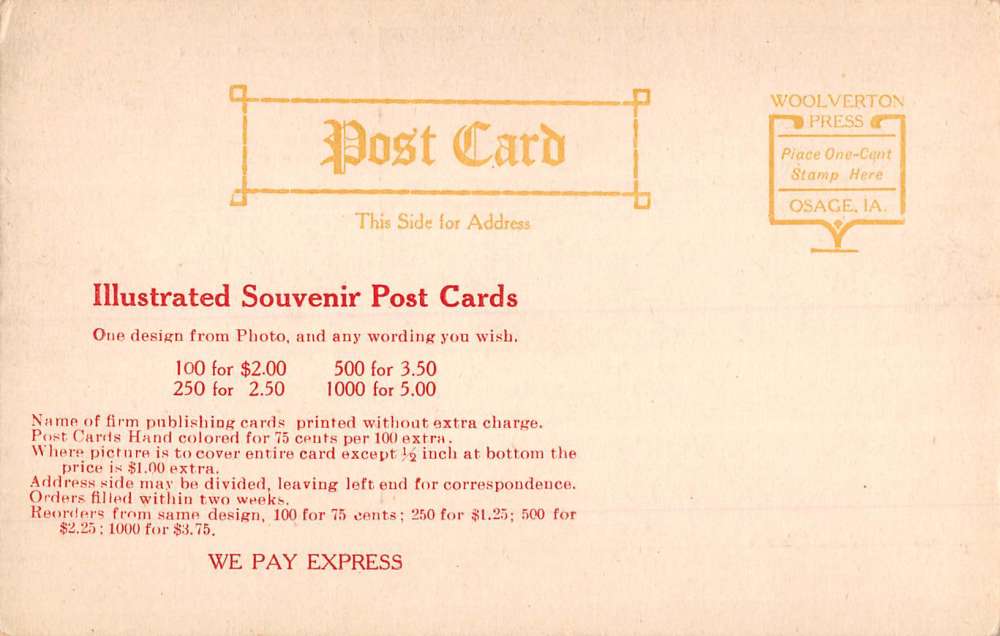 Post Card
This Side for Address
WOOLVERTON
PRESS
Place One-Cent
Stamp Here
OSAGE, IA.
Illustrated Souvenir Post Cards
One design from Photo, and any wording you wish.
100 for $2.00 500 for 3.50
250 for 2.50 1000 for 5.00
Name of firm publishing cards printed without extra charge.
Post Cards Hand colored for 75 cents per 100 extra.
Where picture is to cover entire card except ½ inch at bottom the
price is $1.00 extra.
Address side may be divided, leaving left end for correspondence.
Orders filled within two weeks.
Reorders from same design, 100 for 75 cents; 250 for $1.25; 500 for
$2.25; 1000 for $3.75.
WE PAY EXPRESS